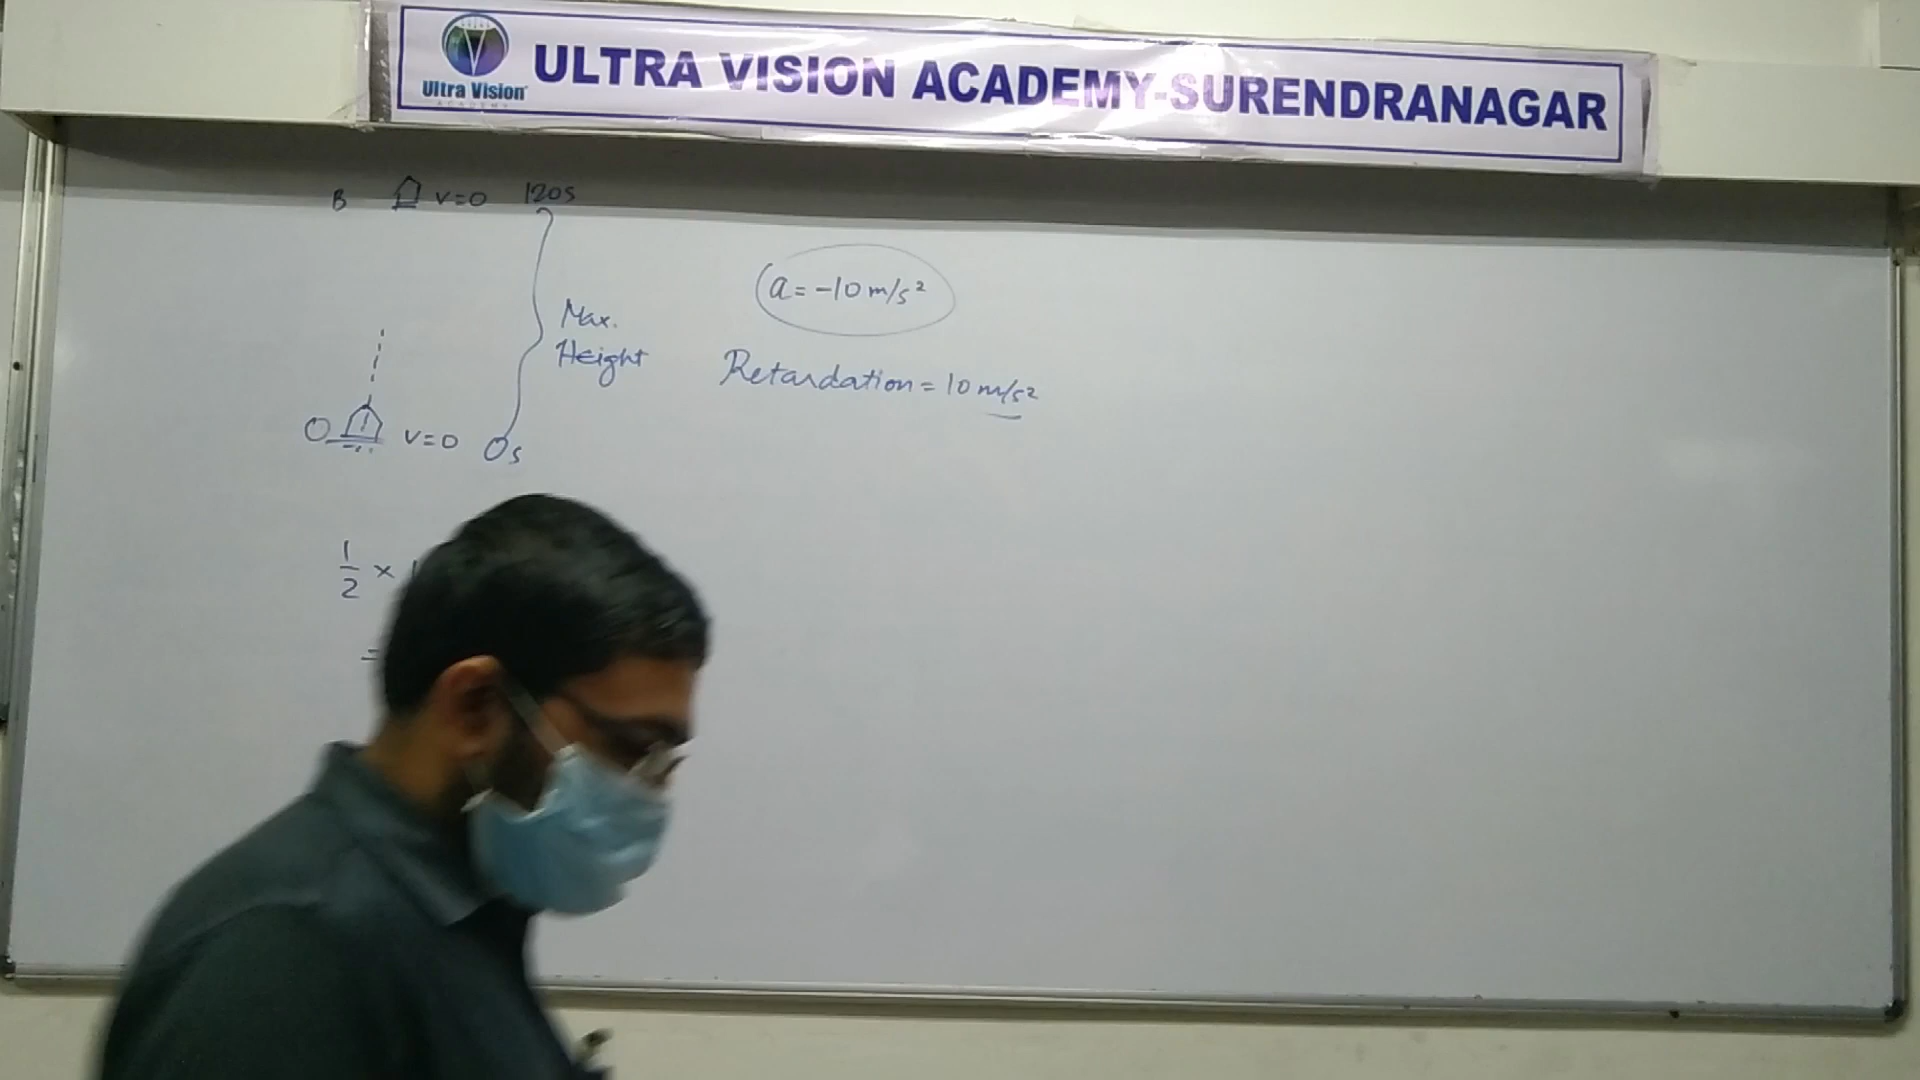 Ultra Vision
ACADEMY
ULTRA VISION ACADEMY-SURENDRANAGAR
B v=0 120s
a = -10 m/s²
Max.
Height
Retardation = 10 m/s²
O v=0 0s
1/2 ×
=